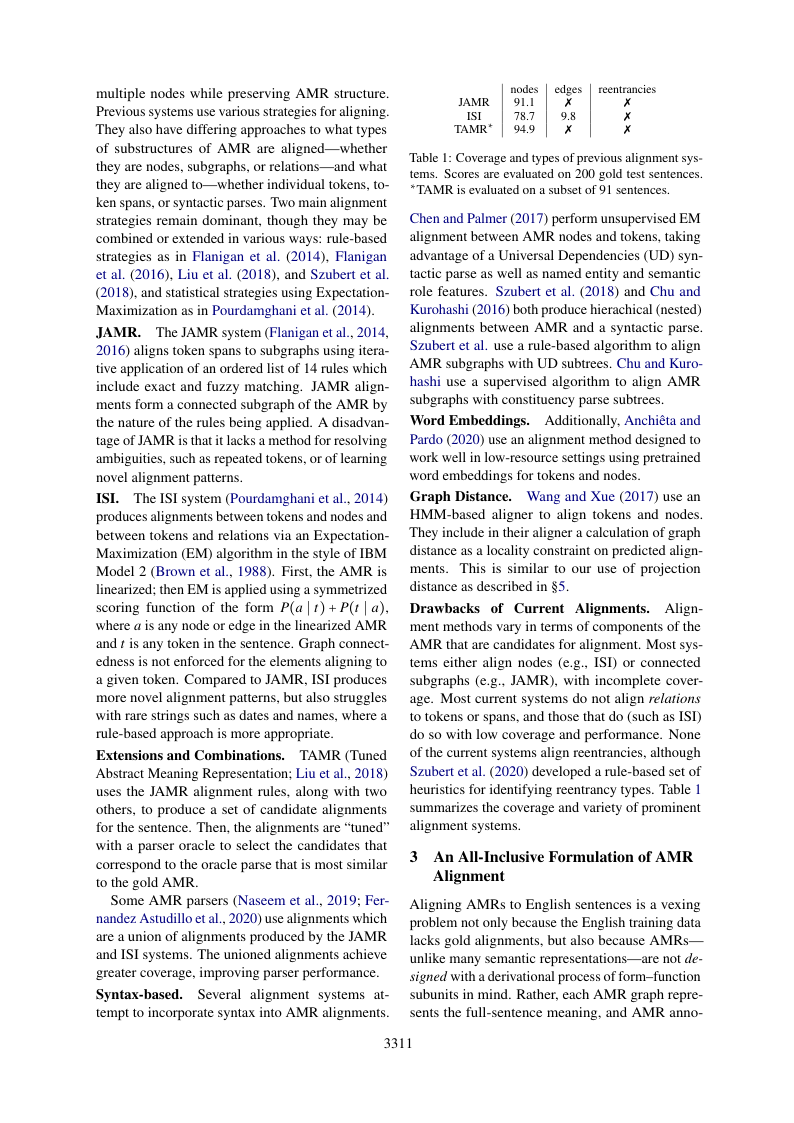 multiple nodes while preserving AMR structure.
Previous systems use various strategies for aligning.
They also have differing approaches to what types
of substructures of AMR are aligned—whether
they are nodes, subgraphs, or relations—and what
they are aligned to—whether individual tokens, to-
ken spans, or syntactic parses. Two main alignment
strategies remain dominant, though they may be
combined or extended in various ways: rule-based
strategies as in Flanigan et al. (2014), Flanigan
et al. (2016), Liu et al. (2018), and Szubert et al.
(2018), and statistical strategies using Expectation-
Maximization as in Pourdamghani et al. (2014).
JAMR. The JAMR system (Flanigan et al., 2014,
2016) aligns token spans to subgraphs using itera-
tive application of an ordered list of 14 rules which
include exact and fuzzy matching. JAMR align-
ments form a connected subgraph of the AMR by
the nature of the rules being applied. A disadvan-
tage of JAMR is that it lacks a method for resolving
ambiguities, such as repeated tokens, or of learning
novel alignment patterns.
ISI. The ISI system (Pourdamghani et al., 2014)
produces alignments between tokens and nodes and
between tokens and relations via an Expectation-
Maximization (EM) algorithm in the style of IBM
Model 2 (Brown et al., 1988). First, the AMR is
linearized; then EM is applied using a symmetrized
scoring function of the form P(a | t) + P(t | a),
where a is any node or edge in the linearized AMR
and t is any token in the sentence. Graph connect-
edness is not enforced for the elements aligning to
a given token. Compared to JAMR, ISI produces
more novel alignment patterns, but also struggles
with rare strings such as dates and names, where a
rule-based approach is more appropriate.
Extensions and Combinations. TAMR (Tuned
Abstract Meaning Representation; Liu et al., 2018)
uses the JAMR alignment rules, along with two
others, to produce a set of candidate alignments
for the sentence. Then, the alignments are “tuned”
with a parser oracle to select the candidates that
correspond to the oracle parse that is most similar
to the gold AMR.
Some AMR parsers (Naseem et al., 2019; Fer-
nandez Astudillo et al., 2020) use alignments which
are a union of alignments produced by the JAMR
and ISI systems. The unioned alignments achieve
greater coverage, improving parser performance.
Syntax-based. Several alignment systems at-
tempt to incorporate syntax into AMR alignments.
nodes edges reentrancies
JAMR 91.1 ✗ ✗
ISI 78.7 9.8 ✗
TAMR* 94.9 ✗ ✗
Table 1: Coverage and types of previous alignment sys-
tems. Scores are evaluated on 200 gold test sentences.
*TAMR is evaluated on a subset of 91 sentences.
Chen and Palmer (2017) perform unsupervised EM
alignment between AMR nodes and tokens, taking
advantage of a Universal Dependencies (UD) syn-
tactic parse as well as named entity and semantic
role features. Szubert et al. (2018) and Chu and
Kurohashi (2016) both produce hierachical (nested)
alignments between AMR and a syntactic parse.
Szubert et al. use a rule-based algorithm to align
AMR subgraphs with UD subtrees. Chu and Kuro-
hashi use a supervised algorithm to align AMR
subgraphs with constituency parse subtrees.
Word Embeddings. Additionally, Anchiêta and
Pardo (2020) use an alignment method designed to
work well in low-resource settings using pretrained
word embeddings for tokens and nodes.
Graph Distance. Wang and Xue (2017) use an
HMM-based aligner to align tokens and nodes.
They include in their aligner a calculation of graph
distance as a locality constraint on predicted align-
ments. This is similar to our use of projection
distance as described in §5.
Drawbacks of Current Alignments. Align-
ment methods vary in terms of components of the
AMR that are candidates for alignment. Most sys-
tems either align nodes (e.g., ISI) or connected
subgraphs (e.g., JAMR), with incomplete cover-
age. Most current systems do not align relations
to tokens or spans, and those that do (such as ISI)
do so with low coverage and performance. None
of the current systems align reentrancies, although
Szubert et al. (2020) developed a rule-based set of
heuristics for identifying reentrancy types. Table 1
summarizes the coverage and variety of prominent
alignment systems.
3 An All-Inclusive Formulation of AMR
Alignment
Aligning AMRs to English sentences is a vexing
problem not only because the English training data
lacks gold alignments, but also because AMRs—
unlike many semantic representations—are not de-
signed with a derivational process of form–function
subunits in mind. Rather, each AMR graph repre-
sents the full-sentence meaning, and AMR anno-
3311